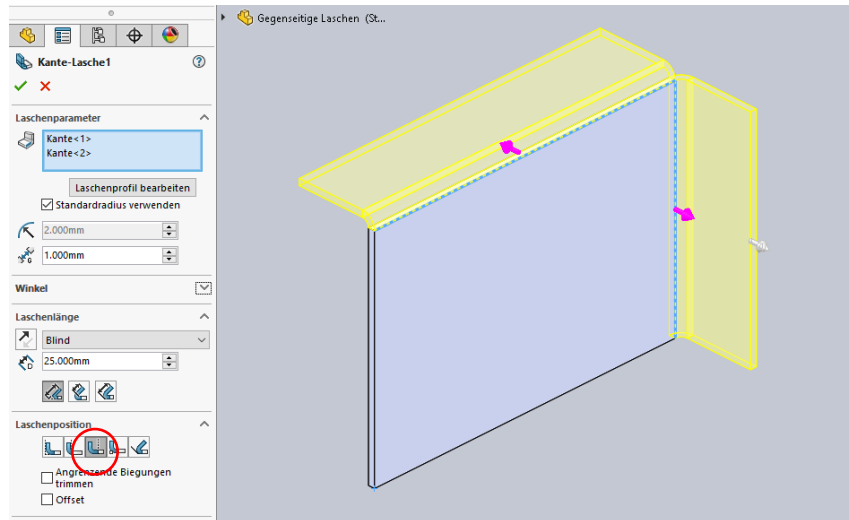 Gegenseitige Laschen (St...
Kante-Lasche1
Laschenparameter
Kante<1>
Kante<2>
Laschenprofil bearbeiten
Standardradius verwenden
2.000mm
G
1.000mm
Winkel
Laschenlänge
Blind
D
25.000mm
Laschenposition
Angrenzende Biegungen
trimmen
Offset